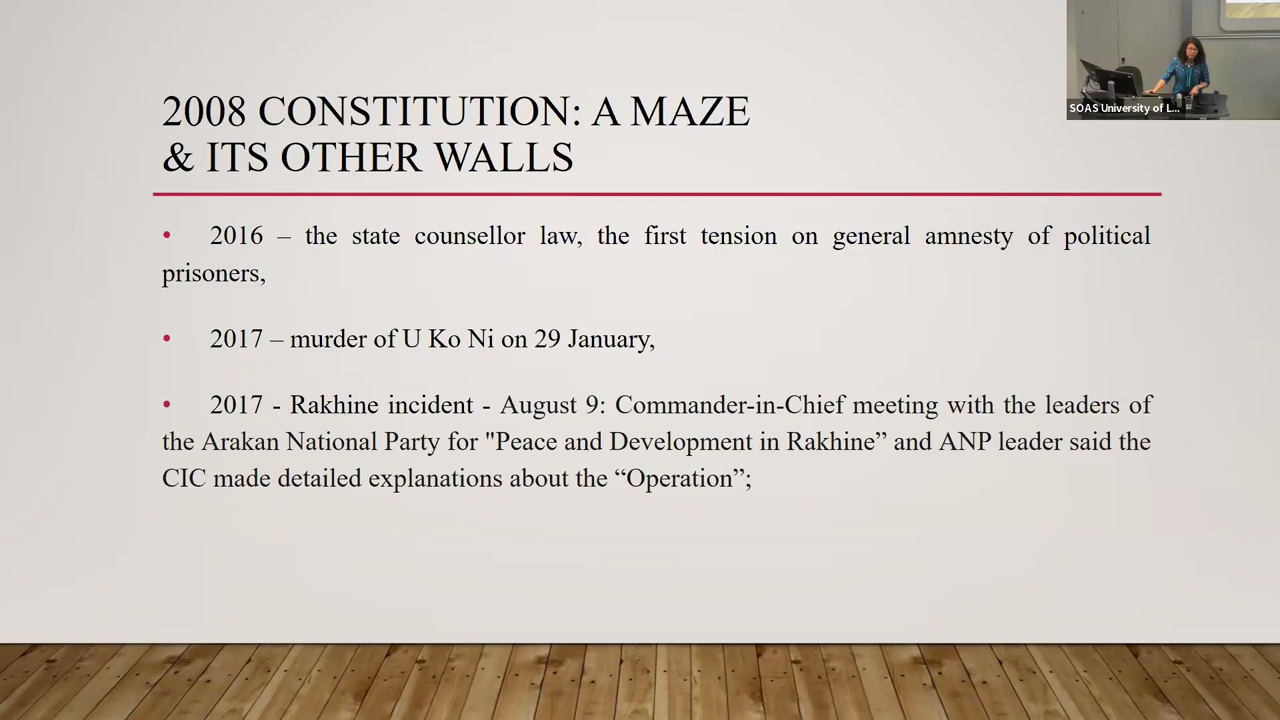 SOAS University of L...
2008 CONSTITUTION: A MAZE
& ITS OTHER WALLS
• 2016 – the state counsellor law, the first tension on general amnesty of political
prisoners,
• 2017 – murder of U Ko Ni on 29 January,
• 2017 - Rakhine incident - August 9: Commander-in-Chief meeting with the leaders of
the Arakan National Party for "Peace and Development in Rakhine” and ANP leader said the
CIC made detailed explanations about the “Operation”;